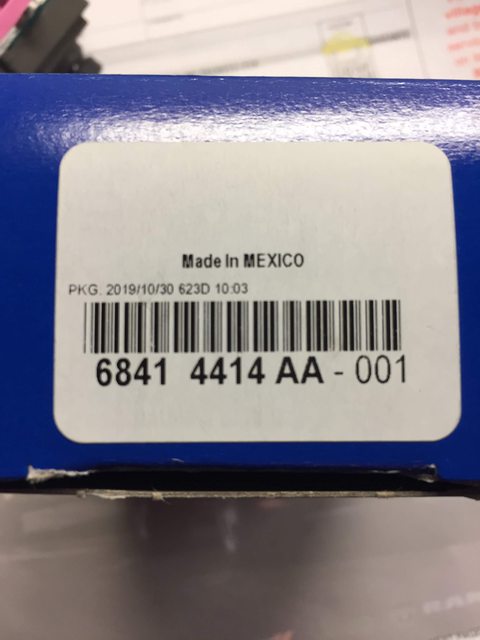 Made In MEXICO
PKG. 2019/10/30 623D 10:03
6841 4414 AA - 001